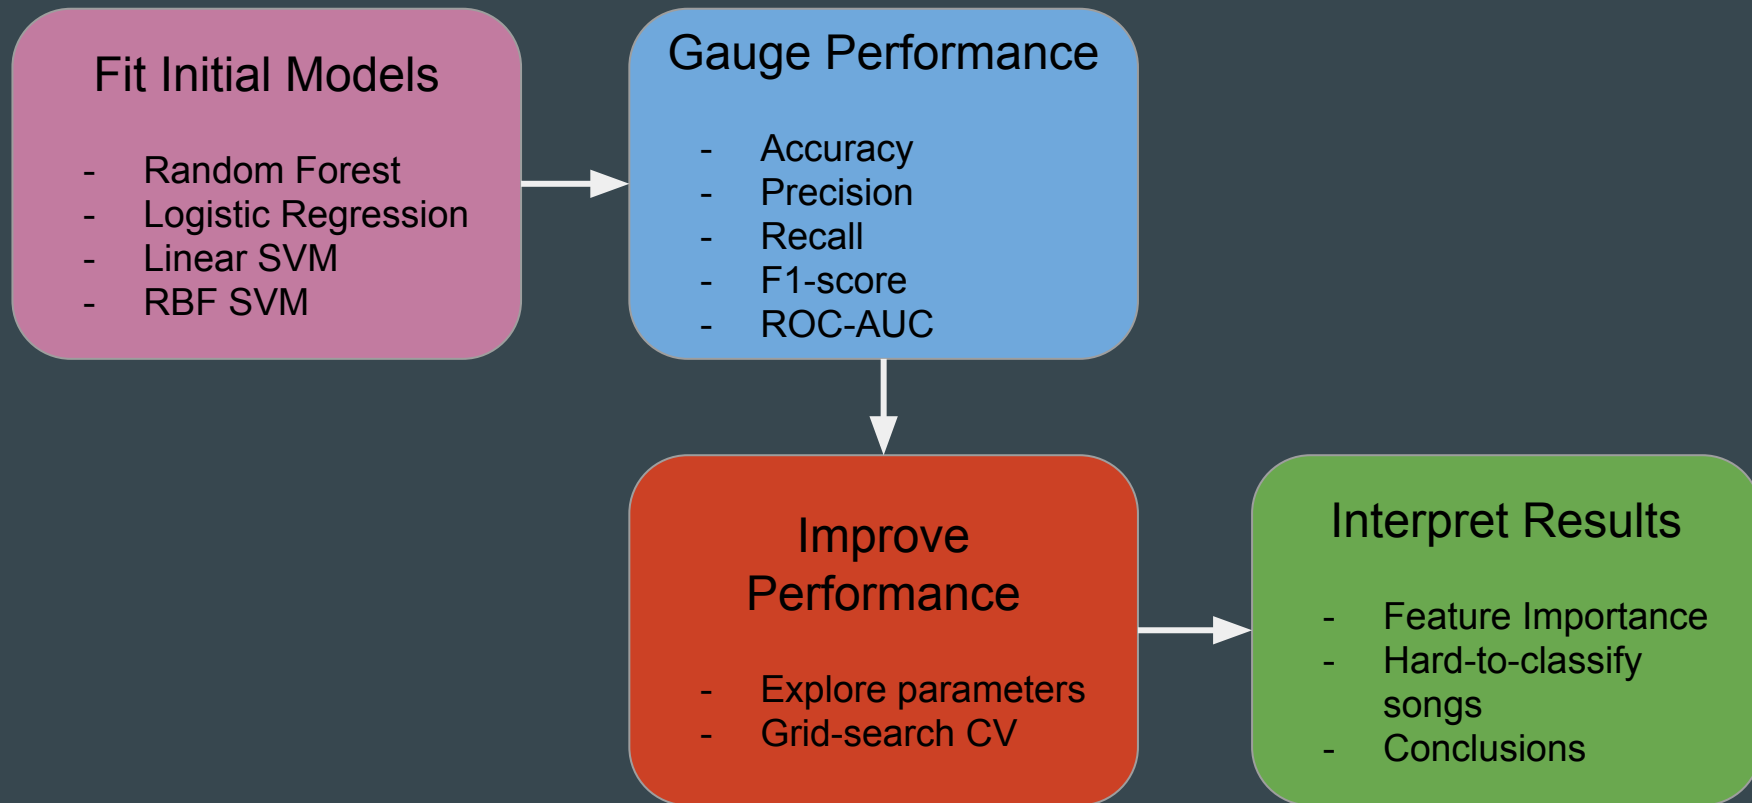 Fit Initial Models
- Random Forest
- Logistic Regression
- Linear SVM
- RBF SVM
Gauge Performance
- Accuracy
- Precision
- Recall
- F1-score
- ROC-AUC
Improve
Performance
- Explore parameters
- Grid-search CV
Interpret Results
- Feature Importance
- Hard-to-classify
songs
- Conclusions